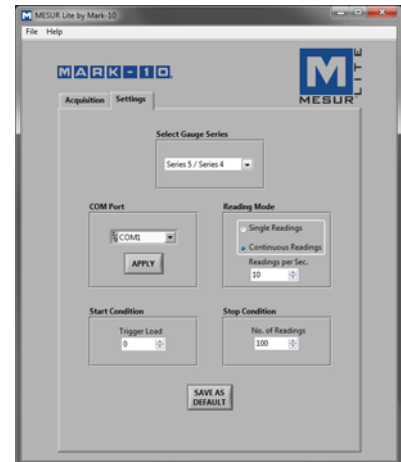 MESUR Lite by Mark-10
File Help
MARK-10
MESUR LITE
Acquisition Settings
Select Gauge Series
Series 5 / Series 4
COM Port
COM1
APPLY
Reading Mode
Single Readings
Continuous Readings
Readings per Sec.
10
Start Condition
Trigger Load
0
Stop Condition
No. of Readings
100
SAVE AS
DEFAULT